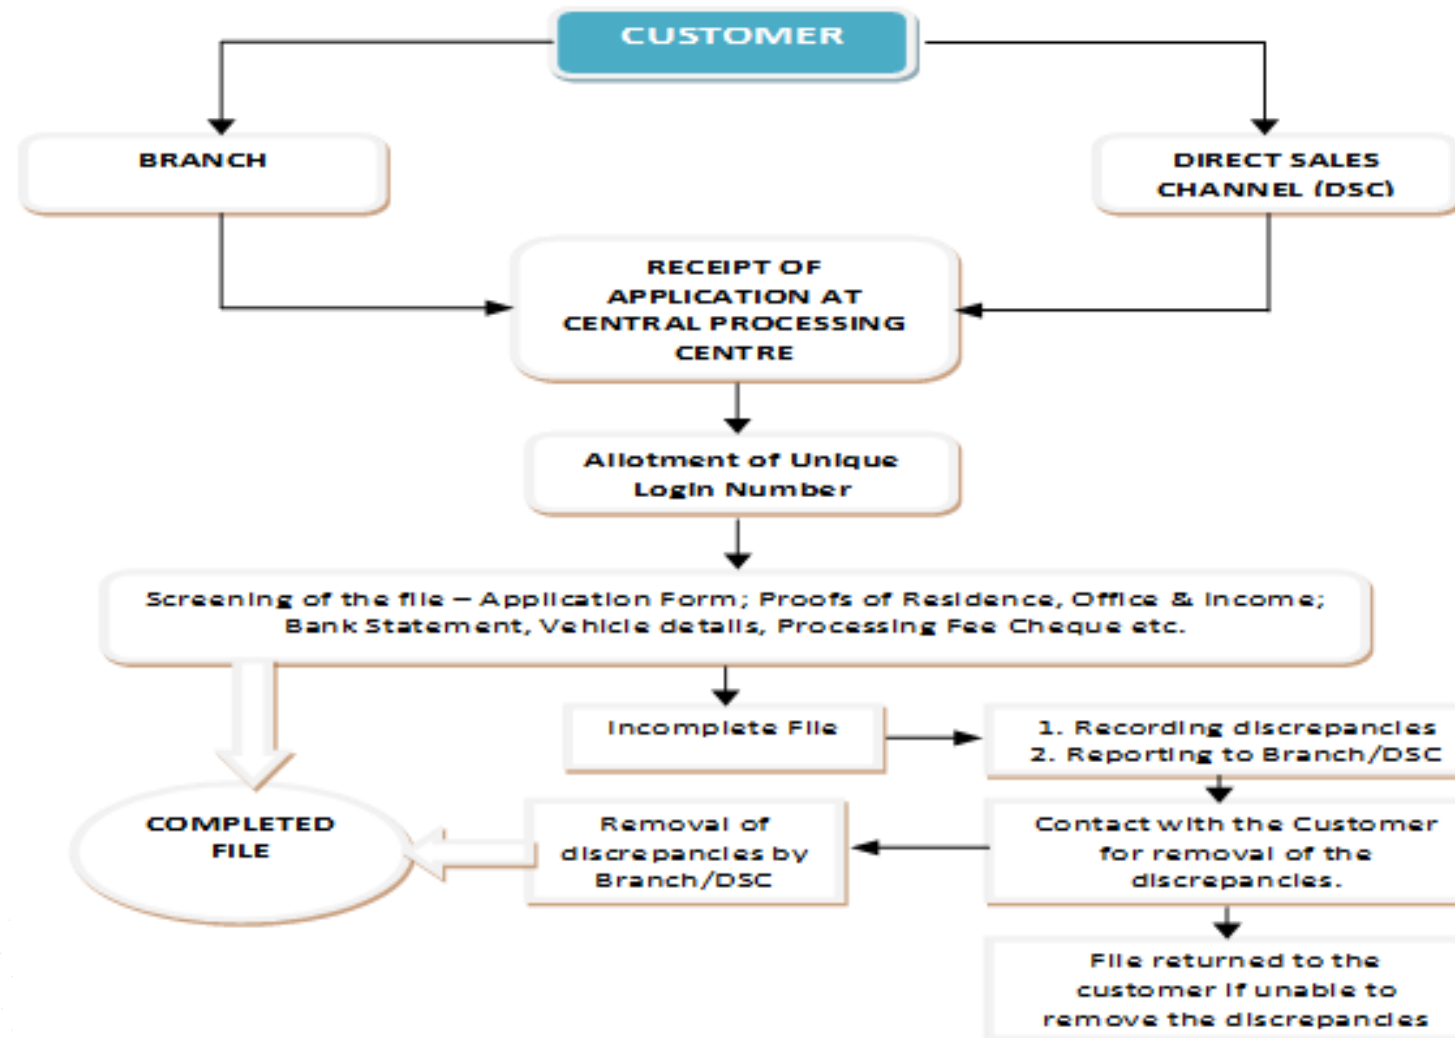 CUSTOMER
BRANCH
DIRECT SALES
CHANNEL (DSC)
RECEIPT OF
APPLICATION AT
CENTRAL PROCESSING
CENTRE
Allotment of Unique
Login Number
Screening of the file – Application Form; Proofs of Residence, Office & Income;
Bank Statement, Vehicle details, Processing Fee Cheque etc.
Incomplete File
1. Recording discrepancies
2. Reporting to Branch/DSC
COMPLETED
FILE
Removal of
discrepancies by
Branch/DSC
Contact with the Customer
for removal of the
discrepancies.
File returned to the
customer if unable to
remove the discrepancies